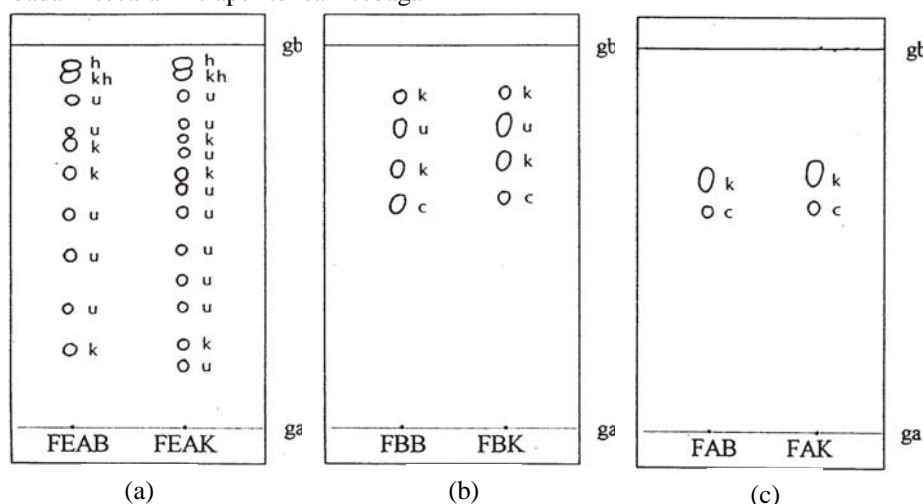 gb
h h
kh kh
u u
u u
k k
u
k k
u
u u
u u
u
u u
k k
u
ga
FEAB FEAK
(a)
gb
k k
u u
k k
c c
ga
FBB FBK
(b)
gb
k k
c c
ga
FAB FAK
(c)